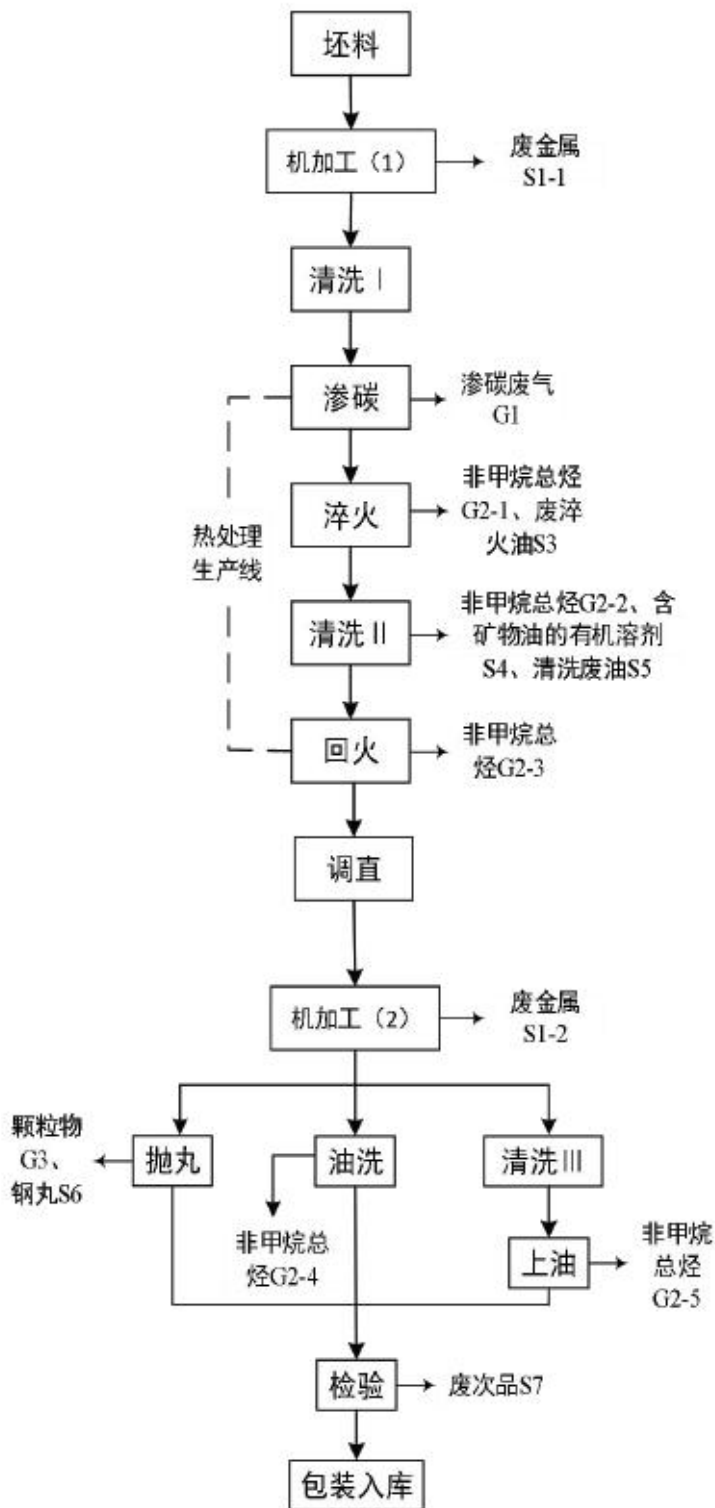 坯料
机加工（1）
废金属
S1-1
清洗Ⅰ
渗碳
渗碳废气
G1
淬火
非甲烷总烃
G2-1、废淬
火油S3
热处理
生产线
清洗Ⅱ
非甲烷总烃G2-2、含
矿物油的有机溶剂
S4、清洗废油S5
回火
非甲烷总
烃G2-3
调直
机加工（2）
废金属
S1-2
颗粒物
G3、
钢丸S6
抛丸
油洗
清洗Ⅲ
非甲烷总
烃G2-4
上油
非甲烷
总烃
G2-5
检验
废次品S7
包装入库